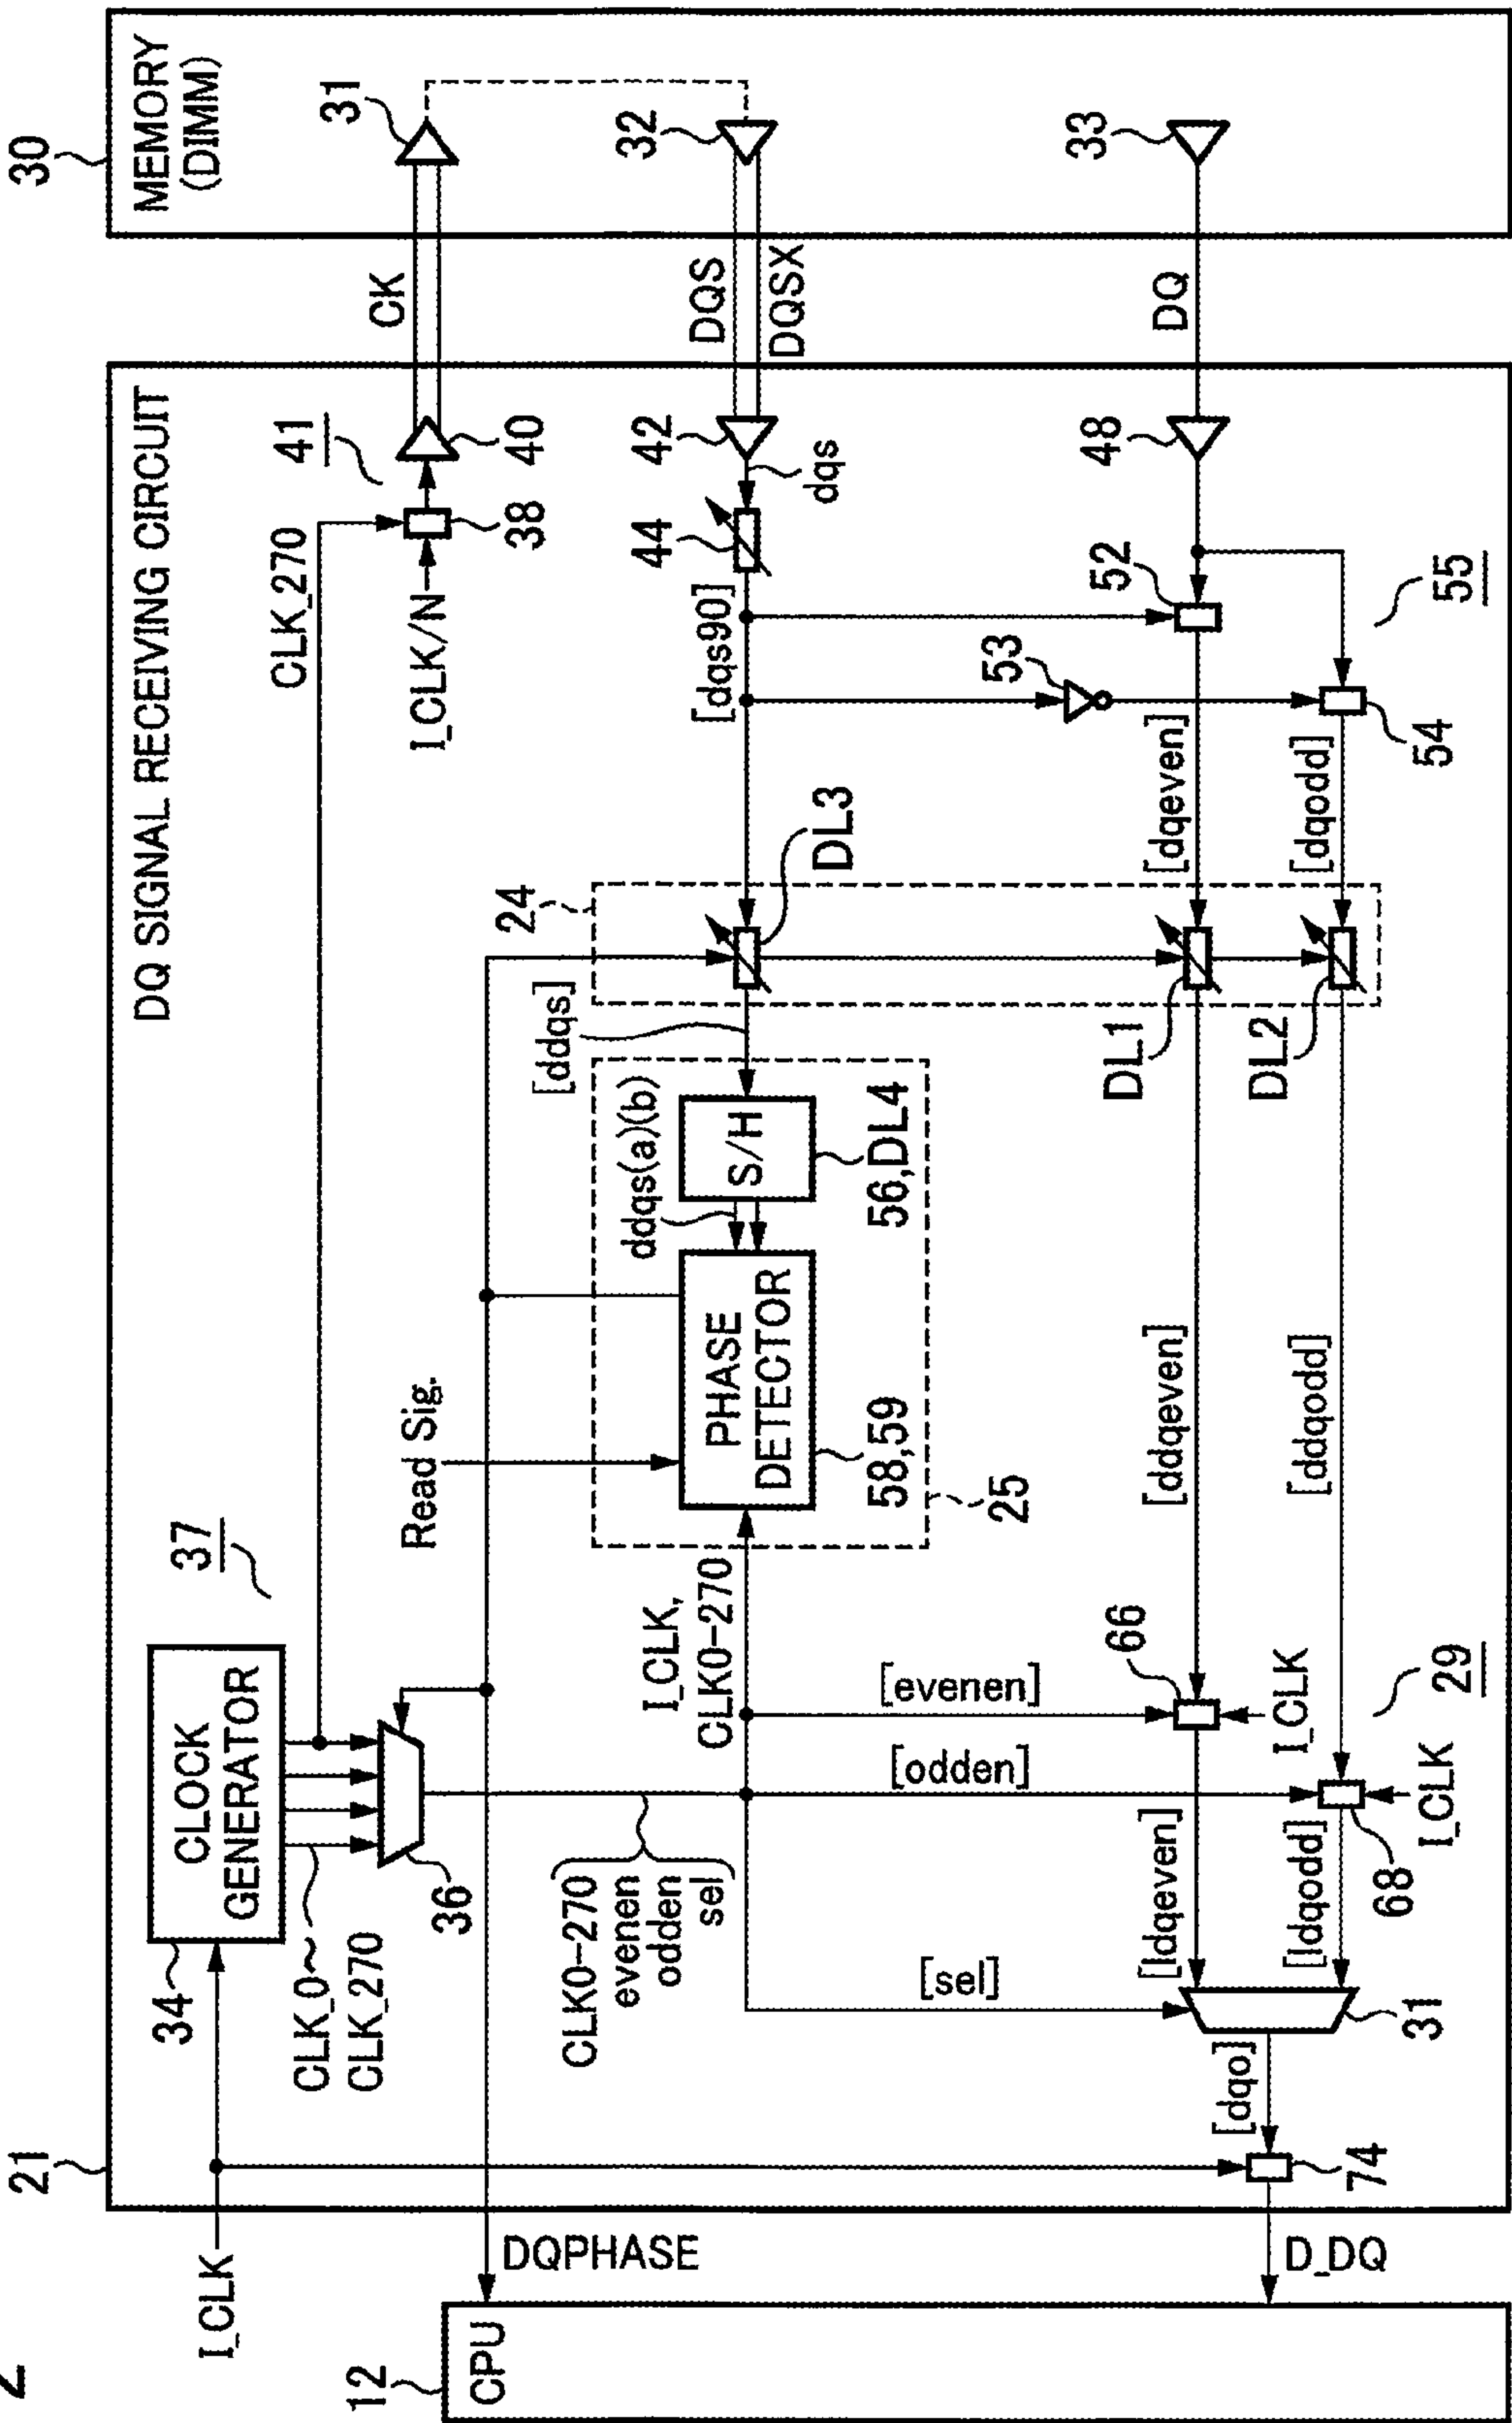 2
30
MEMORY
(DIMM)
31
32
33
CK
DQS
DQSX
DQ
21
DQ SIGNAL RECEIVING CIRCUIT
41
40
38
CLK_270
I_CLK/N
42
dqs
44
[dqs90]
48
52
53
54
55
[dqeven]
[dqodd]
24
DL3
DL1
DL2
[ddqs]
ddqs(a)(b)
S/H
56,DL4
PHASE
DETECTOR
58,59
25
Read Sig.
[ddqeven]
[ddqodd]
37
CLOCK
GENERATOR
34
CLK_0~
CLK_270
36
I_CLK,
CLK0-270
[evenen]
[odden]
66
I_CLK
29
I_CLK
68
CLK0-270
evenen
odden
sel
[sel]
[ldqeven]
[ldqodd]
31
[dqo]
74
I_CLK
DQPHASE
D_DQ
12
CPU